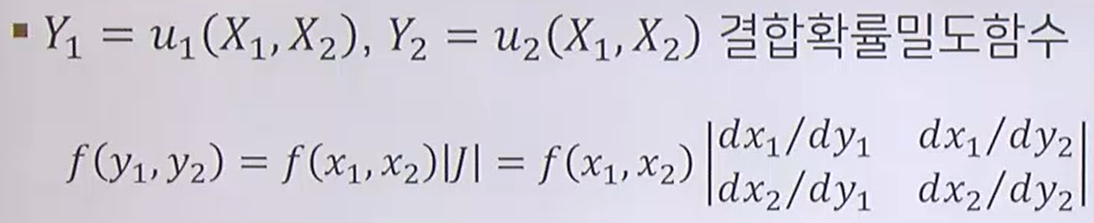 ▪ Y₁ = u₁(X₁, X₂), Y₂ = u₂(X₁, X₂) 결합확률밀도함수
f(y₁, y₂) = f(x₁, x₂)|J| = f(x₁, x₂) |dx₁/dy₁ dx₁/dy₂|
|dx₂/dy₁ dx₂/dy₂|